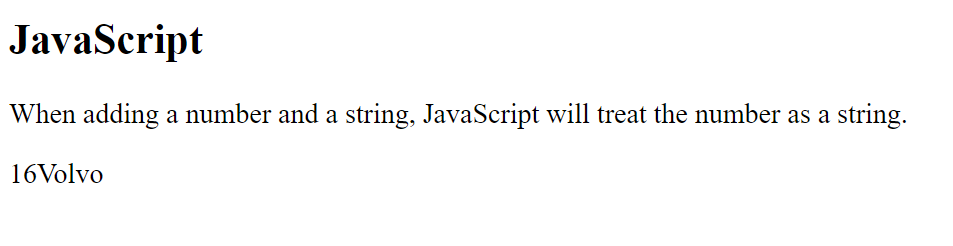 JavaScript
When adding a number and a string, JavaScript will treat the number as a string.
16Volvo